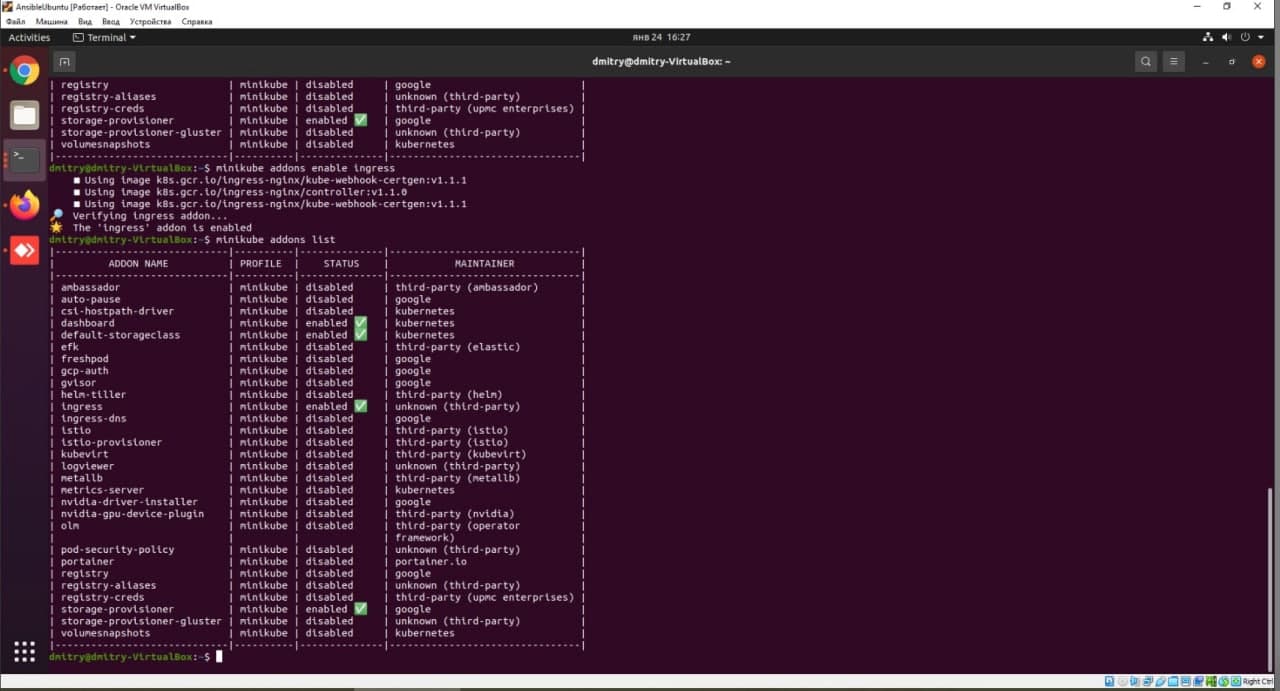 AnsibleUbuntu [Работает] - Oracle VM VirtualBox
Файл Машина Вид Ввод Устройства Справка
Activities Terminal янв 24 16:27
dmitry@dmitry-VirtualBox: ~
| registry | minikube | disabled | google |
| registry-aliases | minikube | disabled | unknown (third-party) |
| registry-creds | minikube | disabled | third-party (upmc enterprises) |
| storage-provisioner | minikube | enabled ✅ | google |
| storage-provisioner-gluster | minikube | disabled | unknown (third-party) |
| volumesnapshots | minikube | disabled | kubernetes |
|-----------------------------|----------|--------------|--------------------------------|
dmitry@dmitry-VirtualBox:~$ minikube addons enable ingress
▪ Using image k8s.gcr.io/ingress-nginx/kube-webhook-certgen:v1.1.1
▪ Using image k8s.gcr.io/ingress-nginx/controller:v1.1.0
▪ Using image k8s.gcr.io/ingress-nginx/kube-webhook-certgen:v1.1.1
🔎 Verifying ingress addon...
🌟 The 'ingress' addon is enabled
dmitry@dmitry-VirtualBox:~$ minikube addons list
|-----------------------------|----------|--------------|--------------------------------|
| ADDON NAME | PROFILE | STATUS | MAINTAINER |
|-----------------------------|----------|--------------|--------------------------------|
| ambassador | minikube | disabled | third-party (ambassador) |
| auto-pause | minikube | disabled | google |
| csi-hostpath-driver | minikube | disabled | kubernetes |
| dashboard | minikube | enabled ✅ | kubernetes |
| default-storageclass | minikube | enabled ✅ | kubernetes |
| efk | minikube | disabled | third-party (elastic) |
| freshpod | minikube | disabled | google |
| gcp-auth | minikube | disabled | google |
| gvisor | minikube | disabled | google |
| helm-tiller | minikube | disabled | third-party (helm) |
| ingress | minikube | enabled ✅ | unknown (third-party) |
| ingress-dns | minikube | disabled | google |
| istio | minikube | disabled | third-party (istio) |
| istio-provisioner | minikube | disabled | third-party (istio) |
| kubevirt | minikube | disabled | third-party (kubevirt) |
| logviewer | minikube | disabled | unknown (third-party) |
| metallb | minikube | disabled | third-party (metallb) |
| metrics-server | minikube | disabled | kubernetes |
| nvidia-driver-installer | minikube | disabled | google |
| nvidia-gpu-device-plugin | minikube | disabled | third-party (nvidia) |
| olm | minikube | disabled | third-party (operator |
| | | | framework) |
| pod-security-policy | minikube | disabled | unknown (third-party) |
| portainer | minikube | disabled | portainer.io |
| registry | minikube | disabled | google |
| registry-aliases | minikube | disabled | unknown (third-party) |
| registry-creds | minikube | disabled | third-party (upmc enterprises) |
| storage-provisioner | minikube | enabled ✅ | google |
| storage-provisioner-gluster | minikube | disabled | unknown (third-party) |
| volumesnapshots | minikube | disabled | kubernetes |
|-----------------------------|----------|--------------|--------------------------------|
dmitry@dmitry-VirtualBox:~$
Right Ctrl